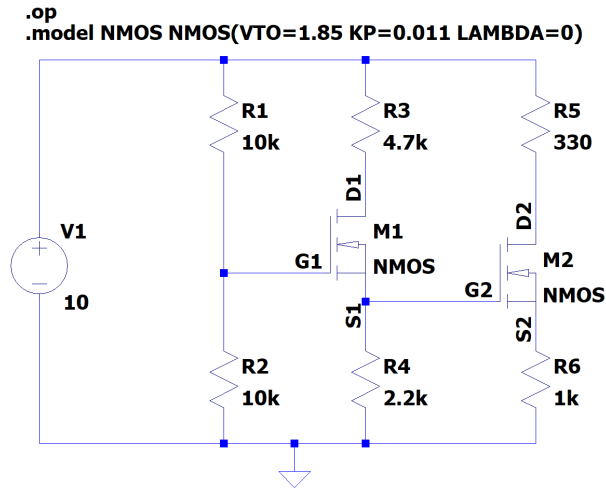 .op
.model NMOS NMOS(VTO=1.85 KP=0.011 LAMBDA=0)
R1
10k
R3
4.7k
R5
330
D1
D2
V1
10
M1
NMOS
G1
M2
NMOS
G2
S1
S2
R2
10k
R4
2.2k
R6
1k